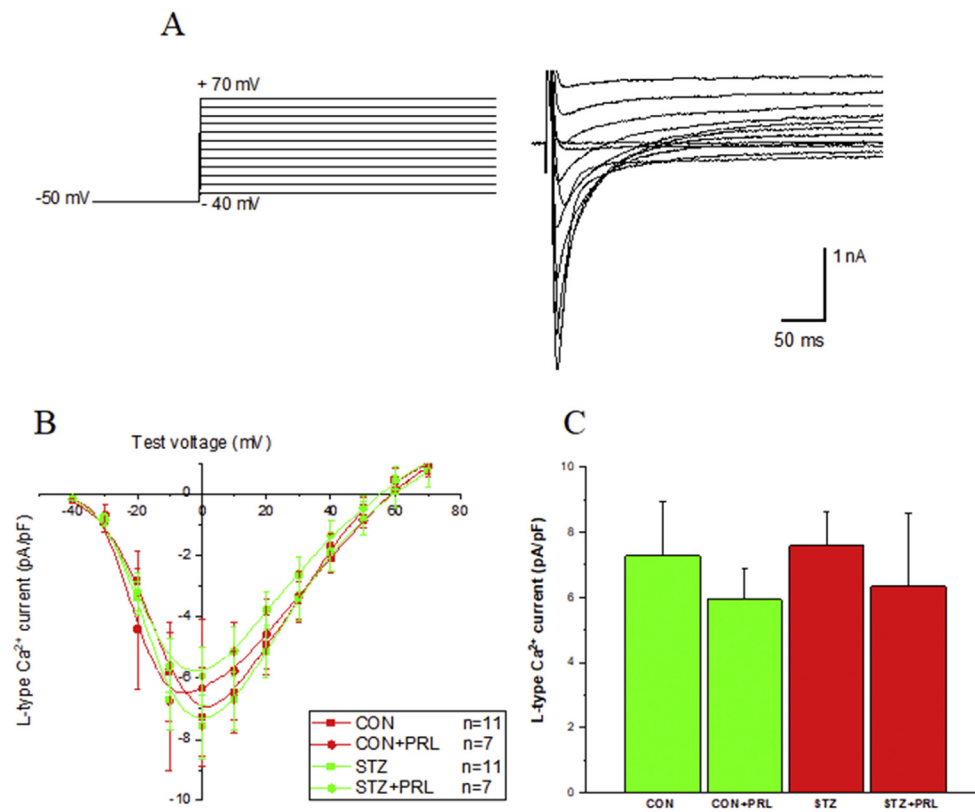 A
+ 70 mV
-50 mV
- 40 mV
1 nA
50 ms
B
Test voltage (mV)
-40 -20 0 20 40 60 80
-2
-4
-6
-8
-10
L-type Ca²⁺ current (pA/pF)
CON n=11
CON+PRL n=7
STZ n=11
STZ+PRL n=7
C
10
8
6
4
2
0
L-type Ca²⁺ current (pA/pF)
CON CON+PRL STZ STZ+PRL